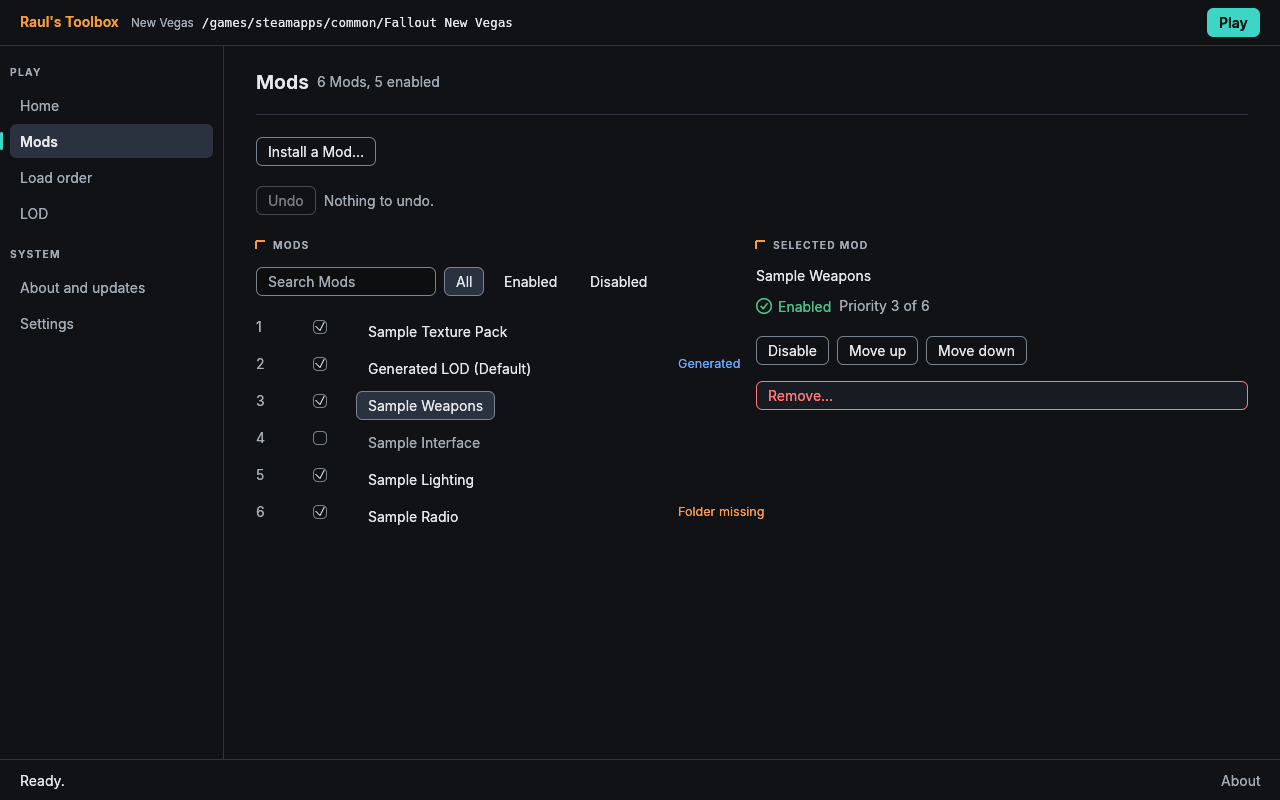 Raul's Toolbox New Vegas /games/steamapps/common/Fallout New Vegas Play
PLAY
Home
Mods
Load order
LOD
SYSTEM
About and updates
Settings
Mods 6 Mods, 5 enabled
Install a Mod...
Undo Nothing to undo.
MODS
Search Mods All Enabled Disabled
1 Sample Texture Pack
2 Generated LOD (Default) Generated
3 Sample Weapons
4 Sample Interface
5 Sample Lighting
6 Sample Radio Folder missing
SELECTED MOD
Sample Weapons
Enabled Priority 3 of 6
Disable Move up Move down
Remove...
Ready. About